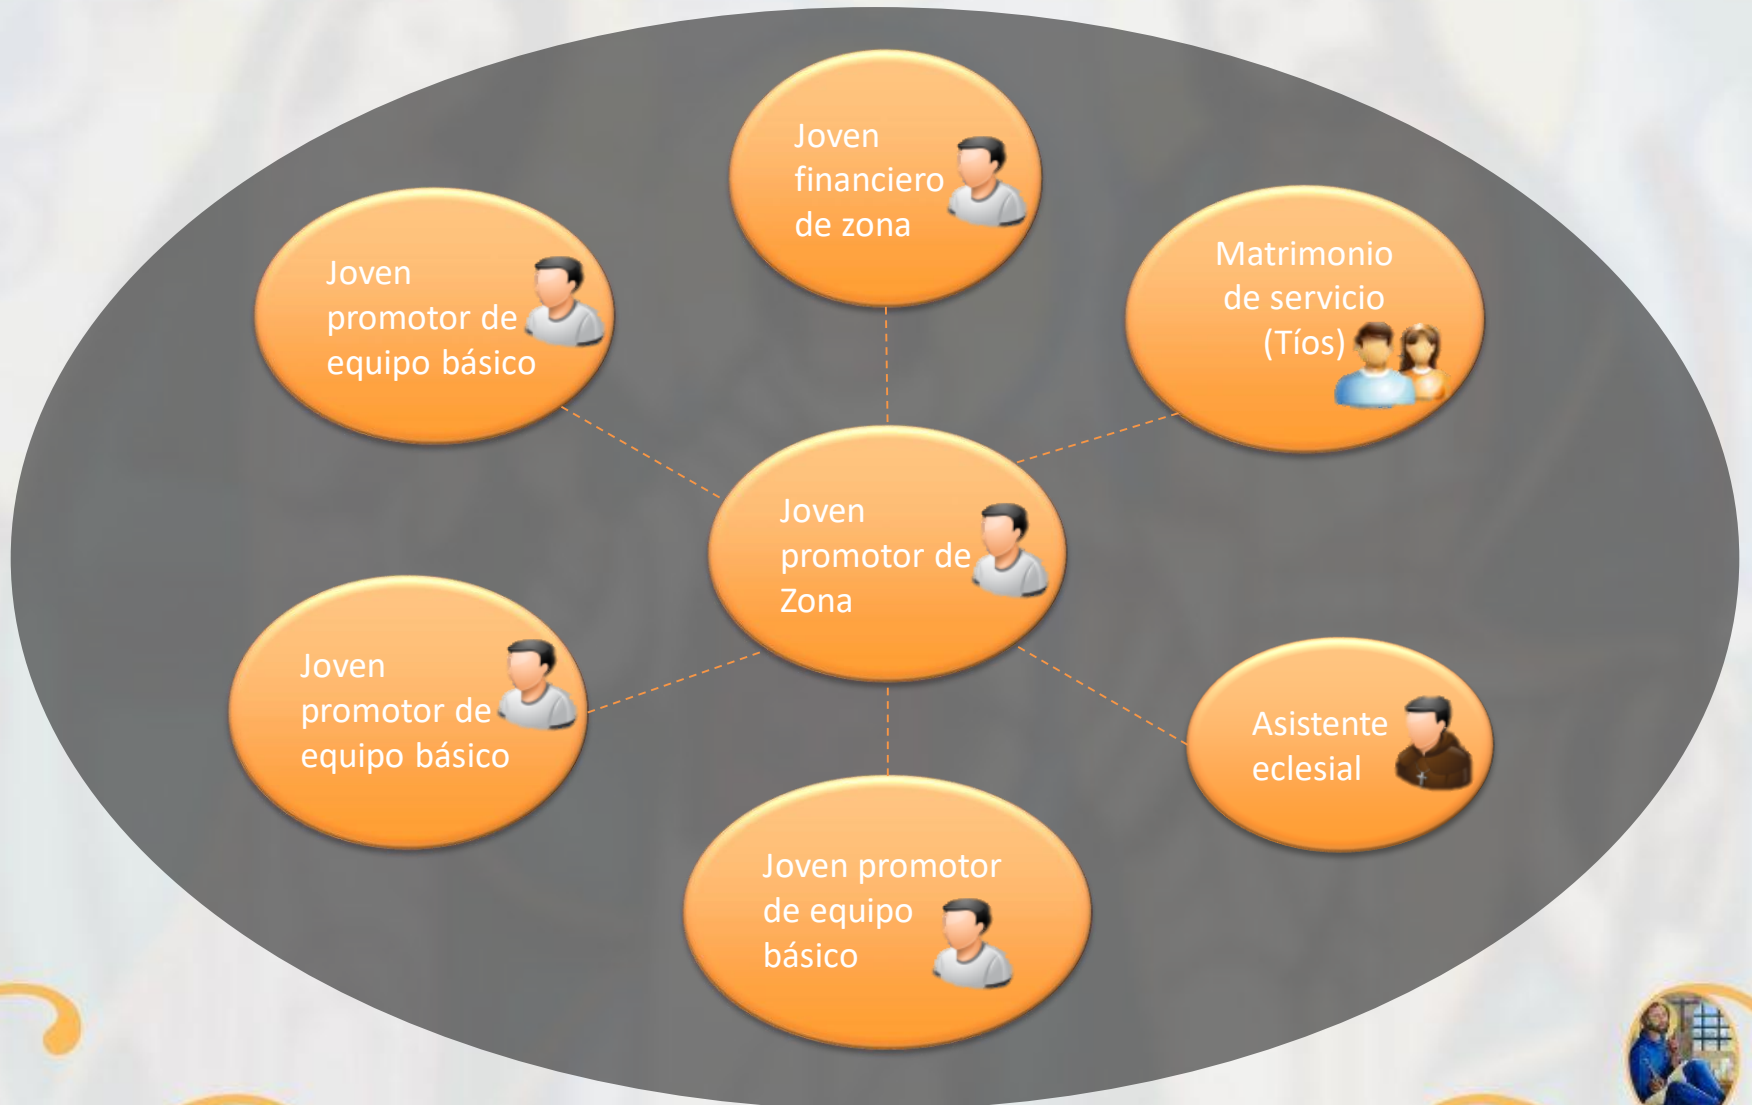 Joven
financiero
de zona
Joven
promotor de
equipo básico
Matrimonio
de servicio
(Tíos)
Joven
promotor de
Zona
Joven
promotor de
equipo básico
Asistente
eclesial
Joven promotor
de equipo
básico